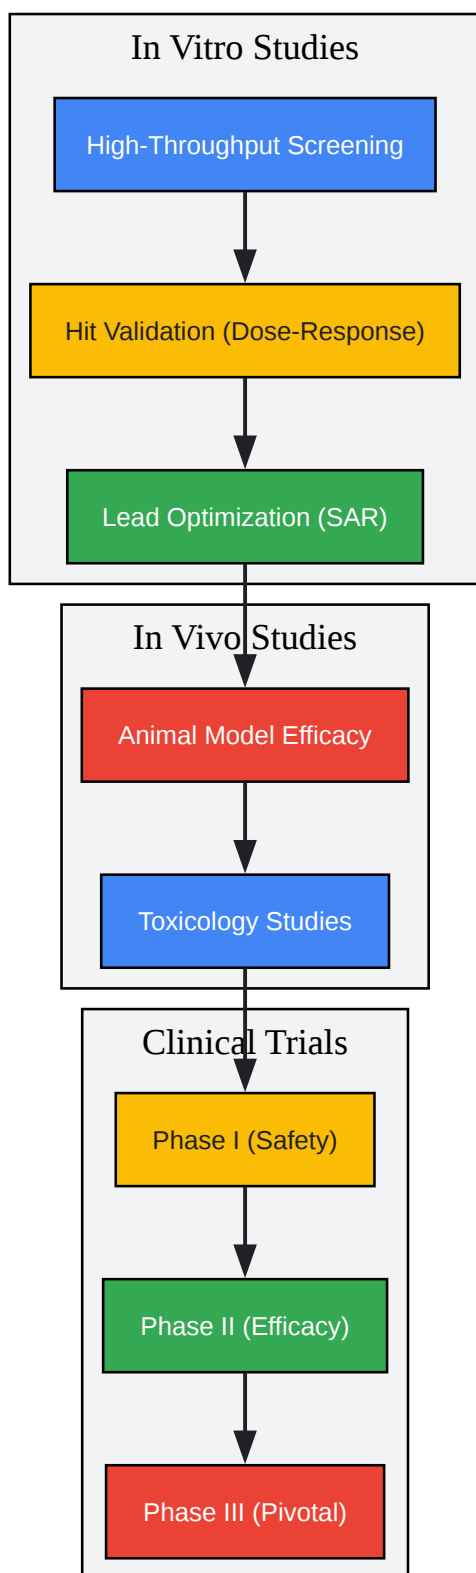 In Vitro Studies
High-Throughput Screening
Hit Validation (Dose-Response)
Lead Optimization (SAR)
In Vivo Studies
Animal Model Efficacy
Toxicology Studies
Clinical Trials
Phase I (Safety)
Phase II (Efficacy)
Phase III (Pivotal)